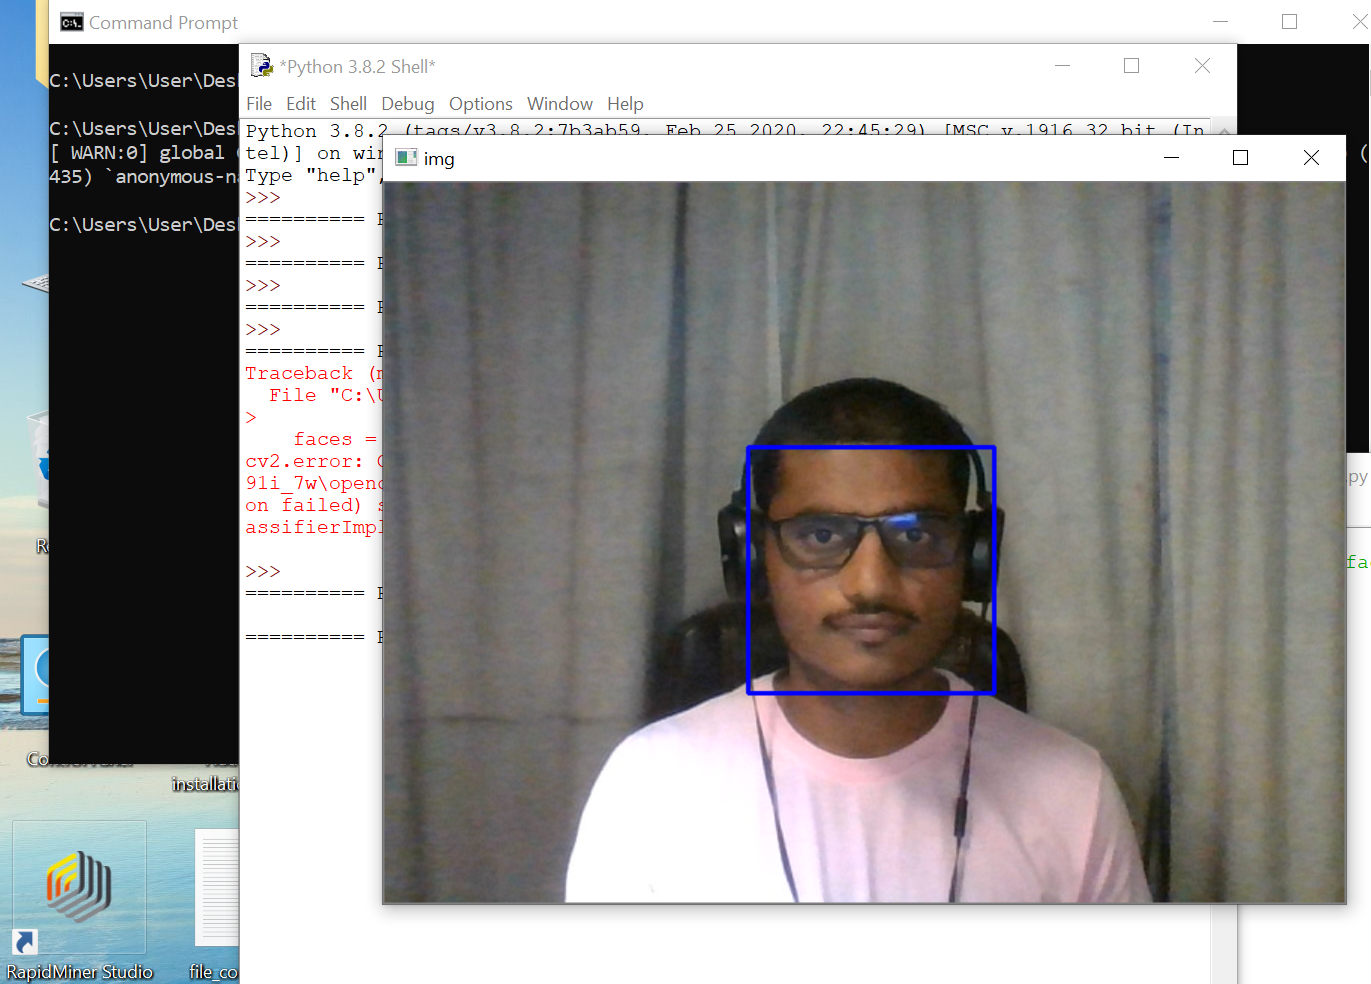 Command Prompt
C:\Users\User\Des
C:\Users\User\Des
[ WARN:0] global
435) `anonymous-n
C:\Users\User\Des
*Python 3.8.2 Shell*
File Edit Shell Debug Options Window Help
Python 3.8.2 (tags/v3.8.2:7b3ab59, Feb 25 2020, 22:45:29) [MSC v.1916 32 bit (In
tel)] on win
Type "help",
>>>
==========
>>>
==========
>>>
==========
>>>
==========
Traceback (m
File "C:\U
>
faces =
cv2.error:
91i_7w\openc
on failed) s
assifierImpl
>>>
==========
==========
img
.py
fa
installati
RapidMiner Studio
file_co